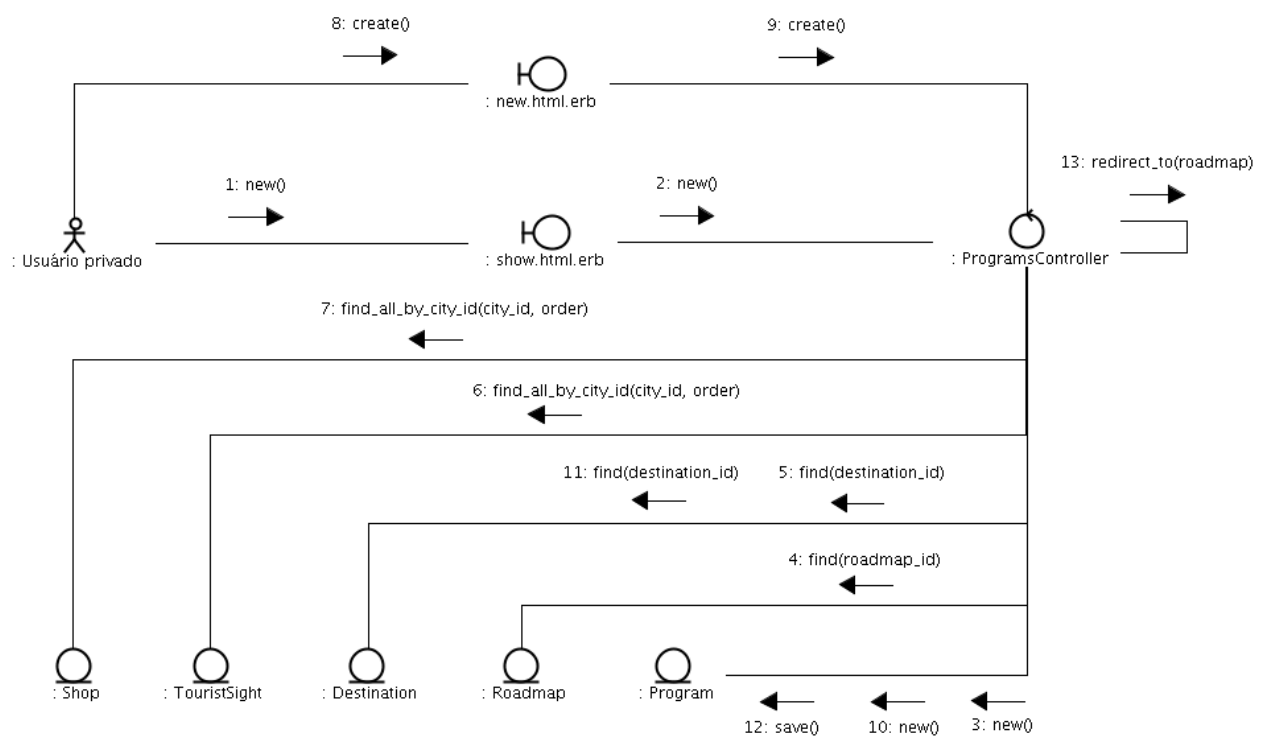 8: create()
9: create()
: new.html.erb
13: redirect_to(roadmap)
1: new()
2: new()
: Usuário privado
: show.html.erb
: ProgramsController
7: find_all_by_city_id(city_id, order)
6: find_all_by_city_id(city_id, order)
11: find(destination_id)
5: find(destination_id)
4: find(roadmap_id)
: Shop
: TouristSight
: Destination
: Roadmap
: Program
12: save()
10: new()
3: new()